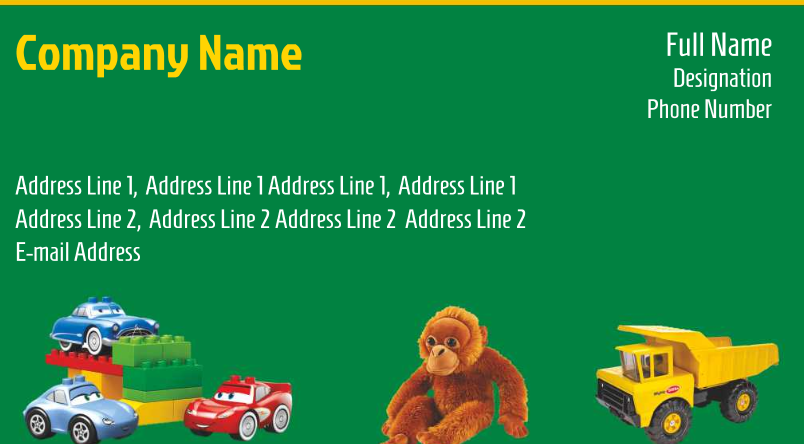 Company Name
Full Name
Designation
Phone Number
Address Line 1, Address Line 1 Address Line 1, Address Line 1
Address Line 2, Address Line 2 Address Line 2 Address Line 2
E-mail Address